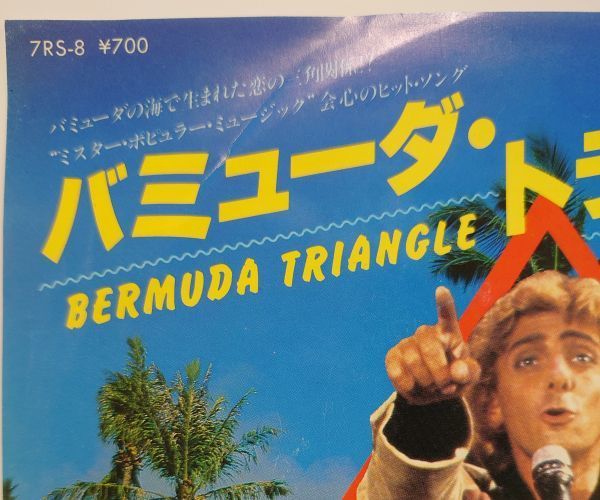 7RS-8 ¥700
バミューダの海で生まれた恋の三角関係!
"ミスター・ポピュラー・ミュージック"会心のヒット・ソング
バミューダ・トラ
BERMUDA TRIANGLE